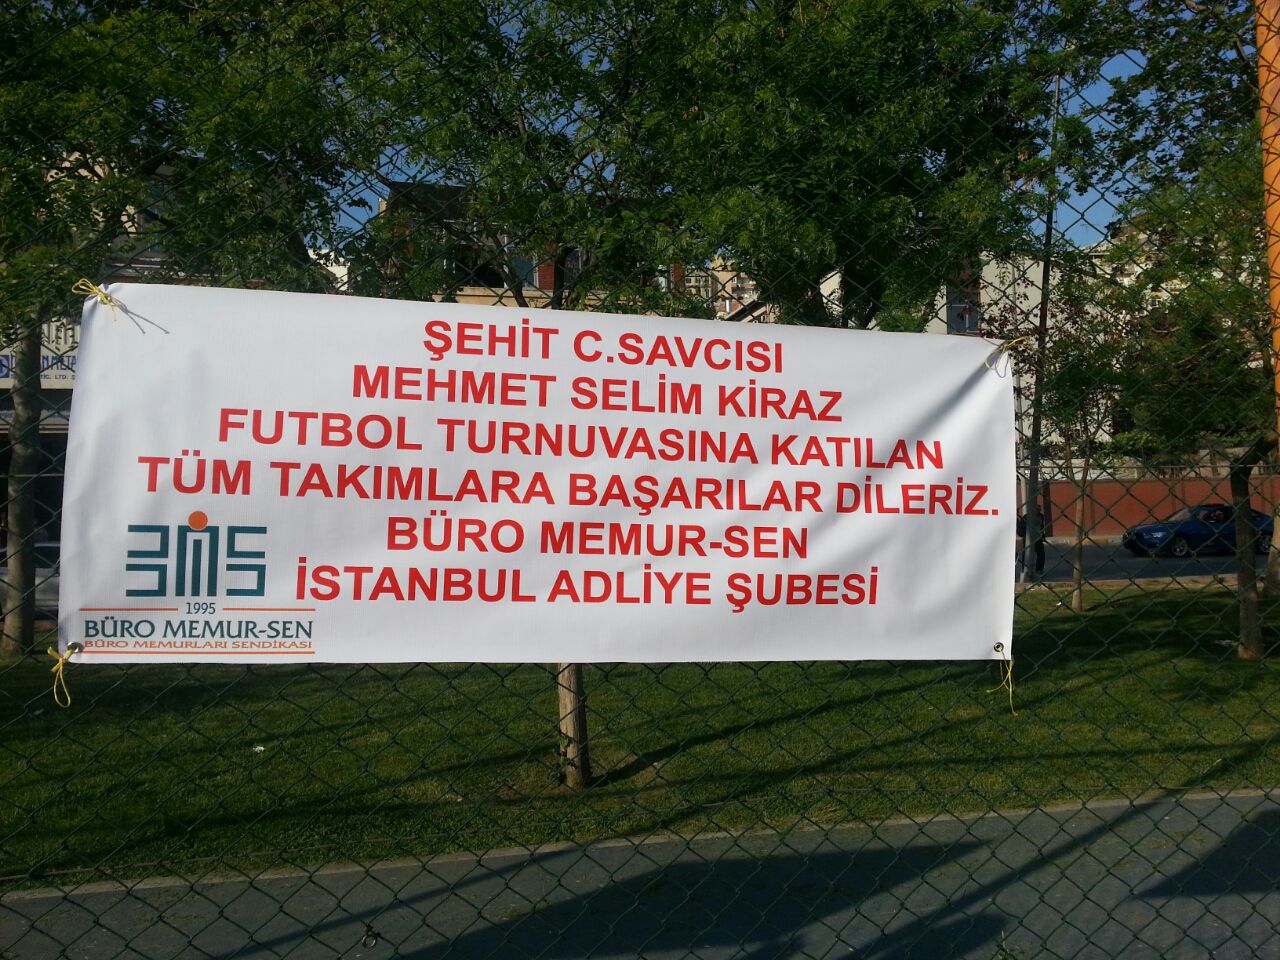 ŞEHİT C.SAVCISI
MEHMET SELİM KİRAZ
FUTBOL TURNUVASINA KATILAN
TÜM TAKIMLARA BAŞARILAR DİLERİZ.
BÜRO MEMUR-SEN
İSTANBUL ADLİYE ŞUBESİ
1995
BÜRO MEMUR-SEN
BÜRO MEMURLARI SENDİKASI